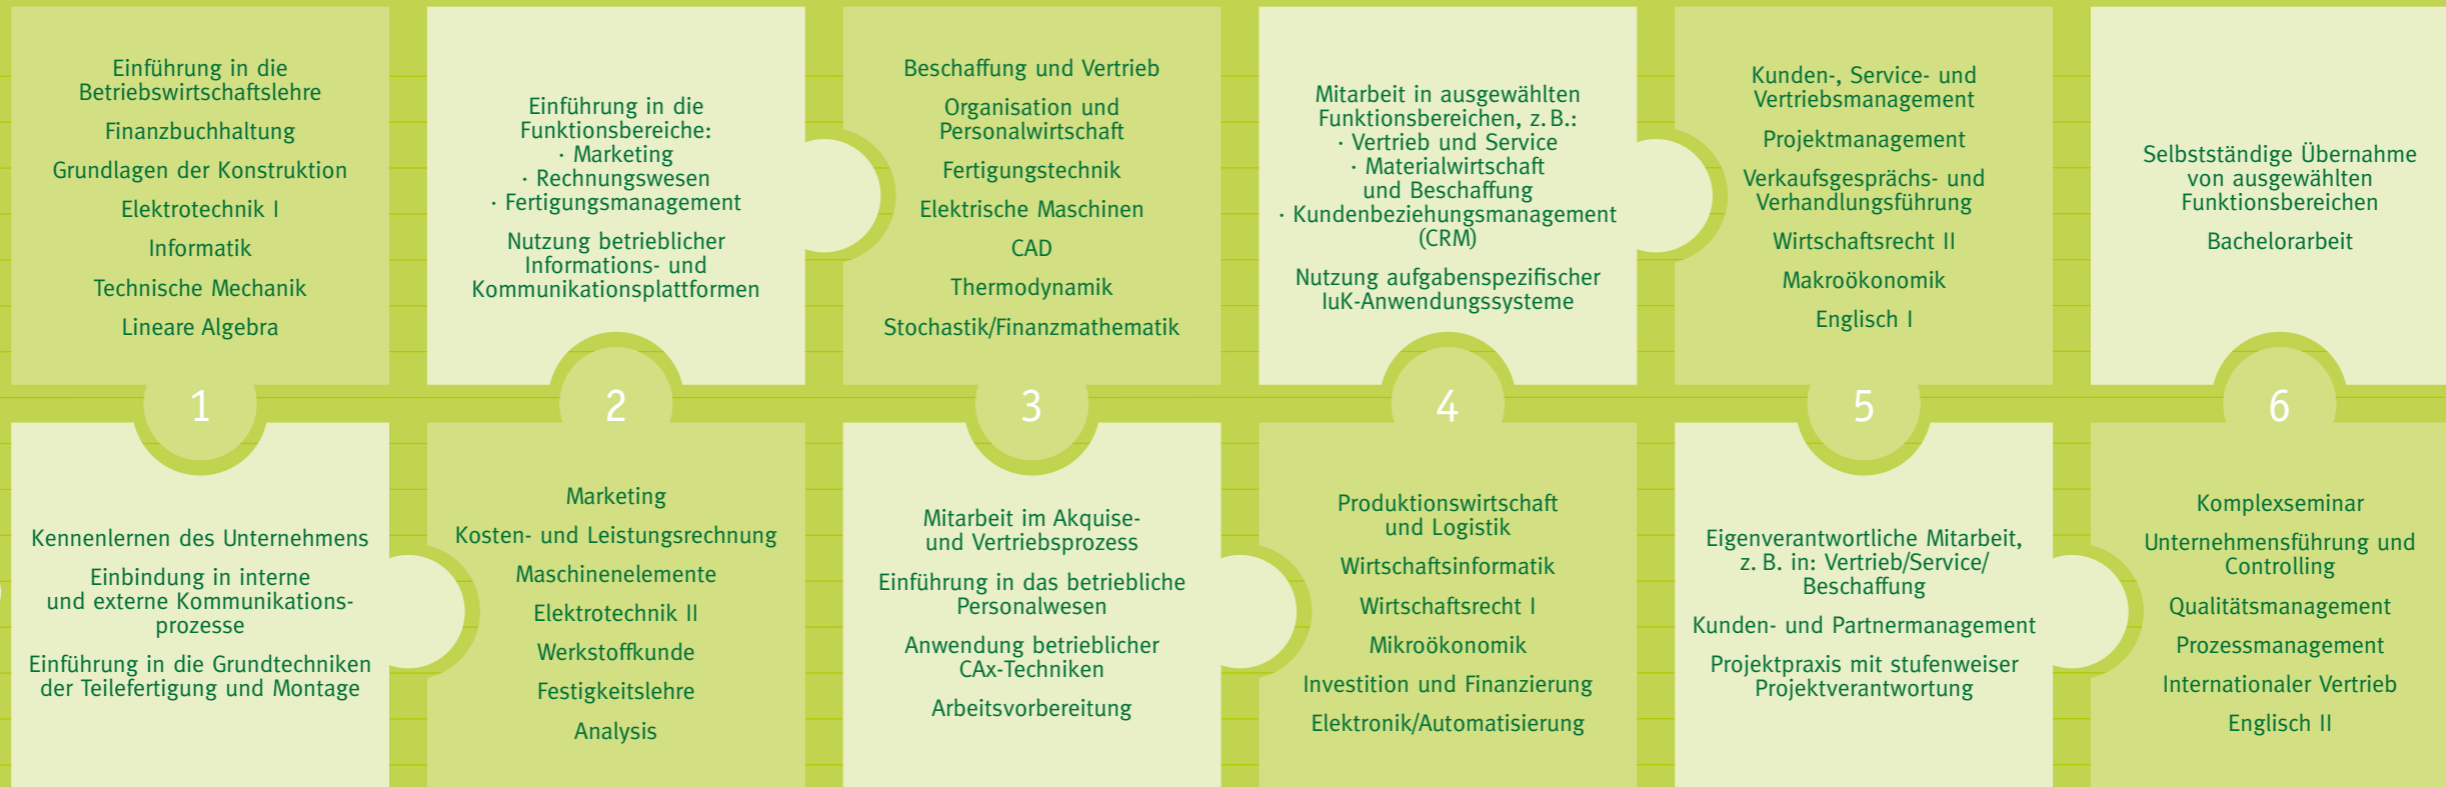 Einführung in die
Betriebswirtschaftslehre
Finanzbuchhaltung
Grundlagen der Konstruktion
Elektrotechnik I
Informatik
Technische Mechanik
Lineare Algebra
1
Kennenlernen des Unternehmens
Einbindung in interne
und externe Kommunikations-
prozesse
Einführung in die Grundtechniken
der Teilefertigung und Montage
Einführung in die
Funktionsbereiche:
· Marketing
· Rechnungswesen
· Fertigungsmanagement
Nutzung betrieblicher
Informations- und
Kommunikationsplattformen
2
Marketing
Kosten- und Leistungsrechnung
Maschinenelemente
Elektrotechnik II
Werkstoffkunde
Festigkeitslehre
Analysis
Beschaffung und Vertrieb
Organisation und
Personalwirtschaft
Fertigungstechnik
Elektrische Maschinen
CAD
Thermodynamik
Stochastik/Finanzmathematik
3
Mitarbeit im Akquise-
und Vertriebsprozess
Einführung in das betriebliche
Personalwesen
Anwendung betrieblicher
CAx-Techniken
Arbeitsvorbereitung
Mitarbeit in ausgewählten
Funktionsbereichen, z. B.:
· Vertrieb und Service
· Materialwirtschaft
und Beschaffung
· Kundenbeziehungsmanagement
(CRM)
Nutzung aufgabenspezifischer
IuK-Anwendungssysteme
4
Produktionswirtschaft
und Logistik
Wirtschaftsinformatik
Wirtschaftsrecht I
Mikroökonomik
Investition und Finanzierung
Elektronik/Automatisierung
Kunden-, Service- und
Vertriebsmanagement
Projektmanagement
Verkaufsgesprächs- und
Verhandlungsführung
Wirtschaftsrecht II
Makroökonomik
Englisch I
5
Eigenverantwortliche Mitarbeit,
z. B. in: Vertrieb/Service/
Beschaffung
Kunden- und Partnermanagement
Projektpraxis mit stufenweiser
Projektverantwortung
Selbstständige Übernahme
von ausgewählten
Funktionsbereichen
Bachelorarbeit
6
Komplexseminar
Unternehmensführung und
Controlling
Qualitätsmanagement
Prozessmanagement
Internationaler Vertrieb
Englisch II